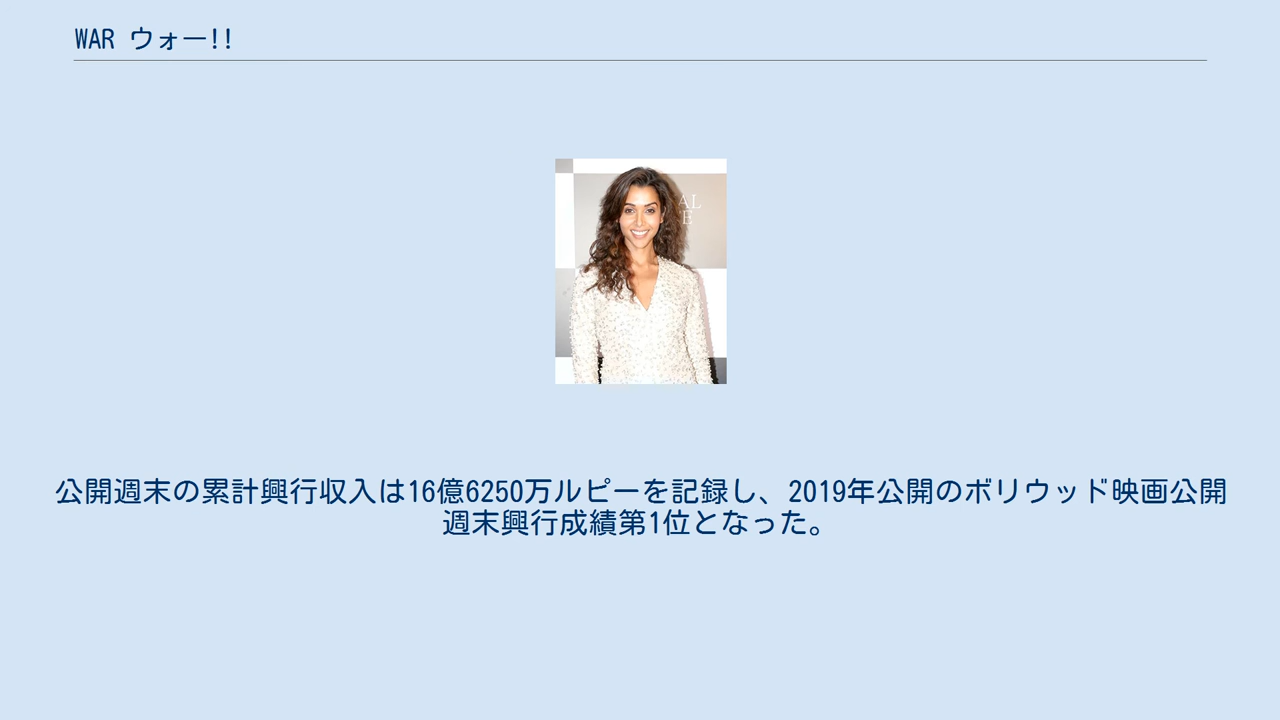 WAR ウォー!!
AL
E
公開週末の累計興行収入は16億6250万ルピーを記録し、2019年公開のボリウッド映画公開
週末興行成績第1位となった。